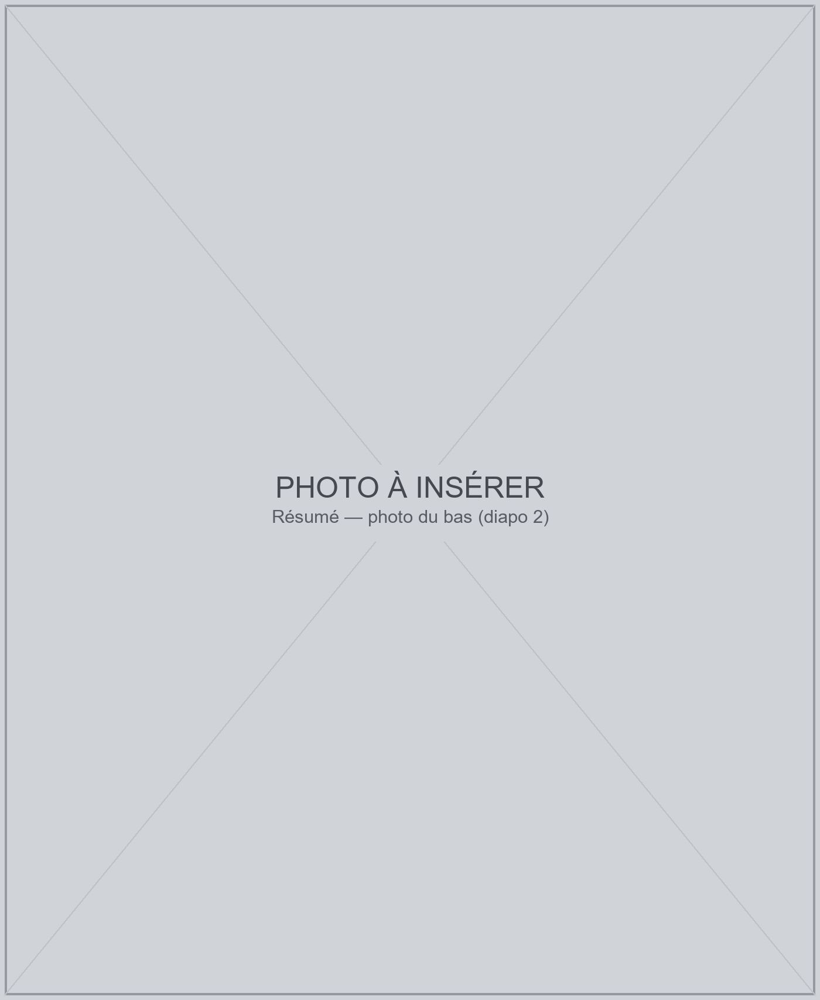 PHOTO À INSÉRER
Résumé — photo du bas (diapo 2)